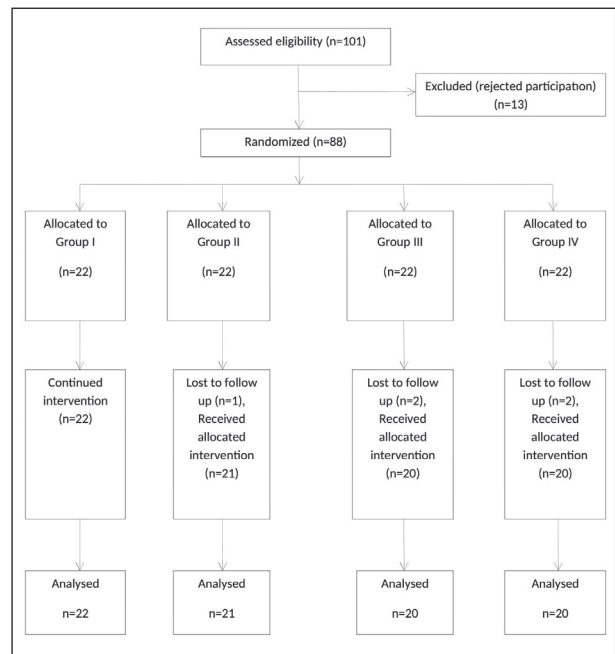 Assessed eligibility (n=101)
Excluded (rejected participation)
(n=13)
Randomized (n=88)
Allocated to
Group I
(n=22)
Allocated to
Group II
(n=22)
Allocated to
Group III
(n=22)
Allocated to
Group IV
(n=22)
Continued
intervention
(n=22)
Lost to follow
up (n=1),
Received
allocated
intervention
(n=21)
Lost to follow
up (n=2),
Received
allocated
intervention
(n=20)
Lost to follow
up (n=2),
Received
allocated
intervention
(n=20)
Analysed
n=22
Analysed
n=21
Analysed
n=20
Analysed
n=20